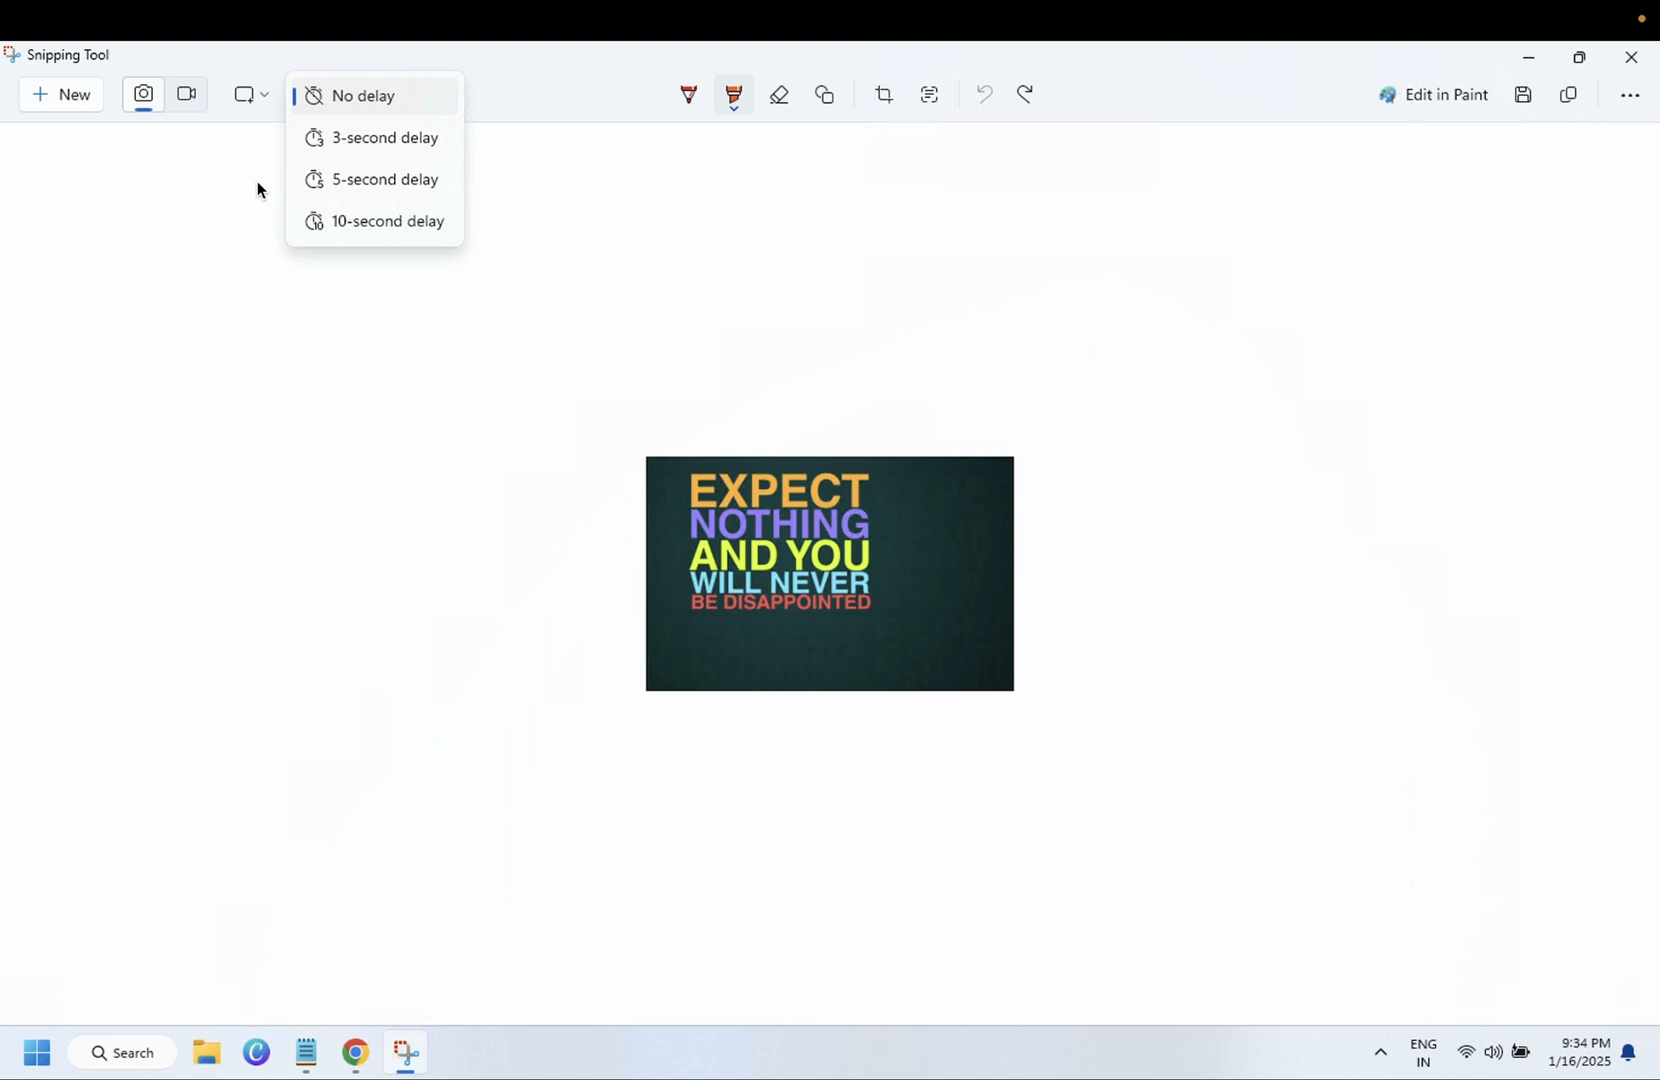 Snipping Tool
New
No delay
Edit in Paint
3-second delay
5-second delay
10-second delay
EXPECT
NOTHING
AND YOU
WILL NEVER
BE DISAPPOINTED
Search
ENG
IN
9:34 PM
1/16/2025